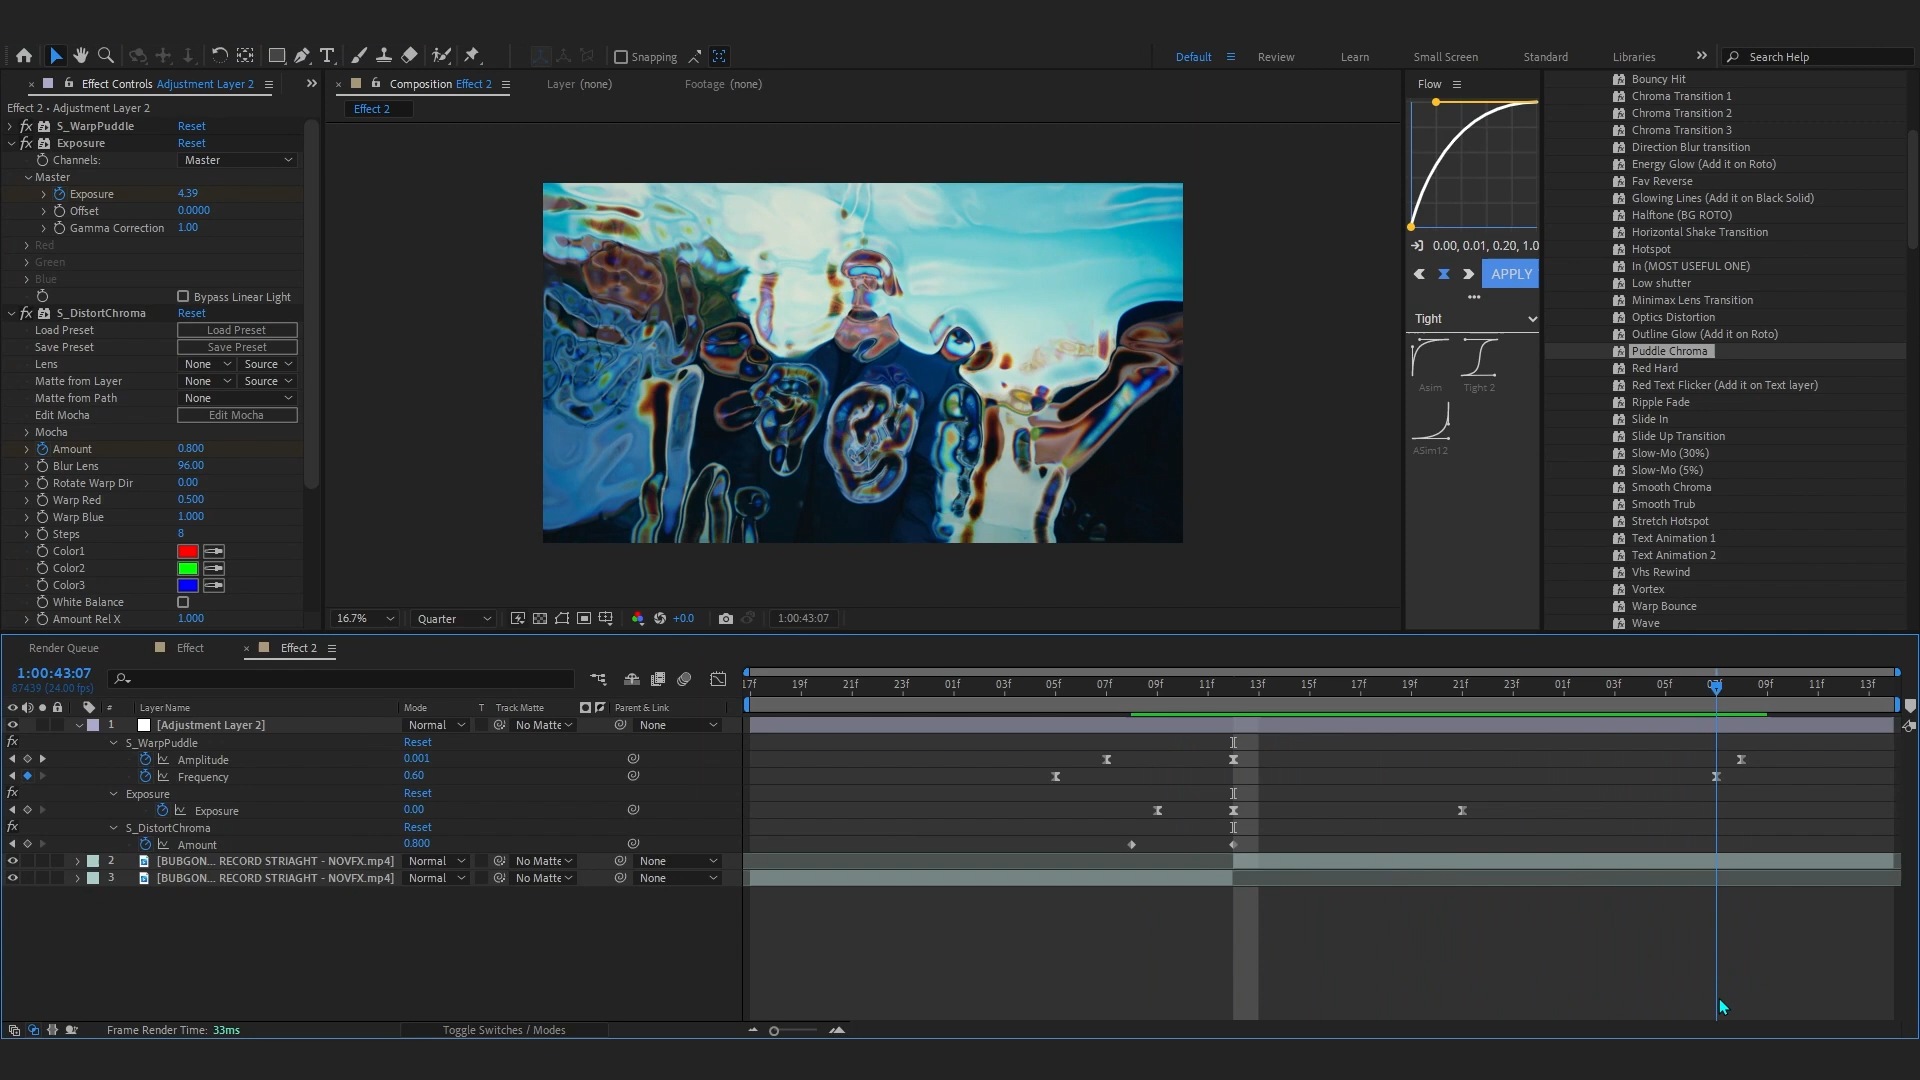 Snapping
Default
Review
Learn
Small Screen
Standard
Libraries
Search Help
Effect Controls Adjustment Layer 2
Composition Effect 2
Layer (none)
Footage (none)
Flow
Effect 2 • Adjustment Layer 2
Effect 2
S_WarpPuddle Reset
Exposure Reset
Channels: Master
Master
Exposure 4.39
Offset 0.0000
Gamma Correction 1.00
Red
Green
Blue
Bypass Linear Light
S_DistortChroma Reset
Load Preset Load Preset
Save Preset Save Preset
Lens None Source
Matte from Layer None Source
Matte from Path None
Edit Mocha Edit Mocha
Mocha
Amount 0.800
Blur Lens 96.00
Rotate Warp Dir 0.00
Warp Red 0.500
Warp Blue 1.000
Steps 8
Color1
Color2
Color3
White Balance
Amount Rel X 1.000
16.7% Quarter +0.0 1:00:43:07
0.00, 0.01, 0.20, 1.0
APPLY
Tight
Asim Tight 2
ASim12
Bouncy Hit
Chroma Transition 1
Chroma Transition 2
Chroma Transition 3
Direction Blur transition
Energy Glow (Add it on Roto)
Fav Reverse
Glowing Lines (Add it on Black Solid)
Halftone (BG ROTO)
Horizontal Shake Transition
Hotspot
In (MOST USEFUL ONE)
Low shutter
Minimax Lens Transition
Optics Distortion
Outline Glow (Add it on Roto)
Puddle Chroma
Red Hard
Red Text Flicker (Add it on Text layer)
Ripple Fade
Slide In
Slide Up Transition
Slow-Mo (30%)
Slow-Mo (5%)
Smooth Chroma
Smooth Trub
Stretch Hotspot
Text Animation 1
Text Animation 2
Vhs Rewind
Vortex
Warp Bounce
Wave
Render Queue Effect Effect 2
1:00:43:07
87439 (24.00 fps)
17f 19f 21f 23f 01f 03f 05f 07f 09f 11f 13f 15f 17f 19f 21f 23f 01f 03f 05f 07f 09f 11f 13f
# Layer Name Mode T Track Matte Parent & Link
1 [Adjustment Layer 2] Normal No Matte None
S_WarpPuddle Reset
Amplitude 0.001
Frequency 0.60
Exposure Reset
Exposure 0.00
S_DistortChroma Reset
Amount 0.800
2 [BUBGON... RECORD STRIAGHT - NOVFX.mp4] Normal No Matte None
3 [BUBGON... RECORD STRIAGHT - NOVFX.mp4] Normal No Matte None
Frame Render Time: 33ms
Toggle Switches / Modes